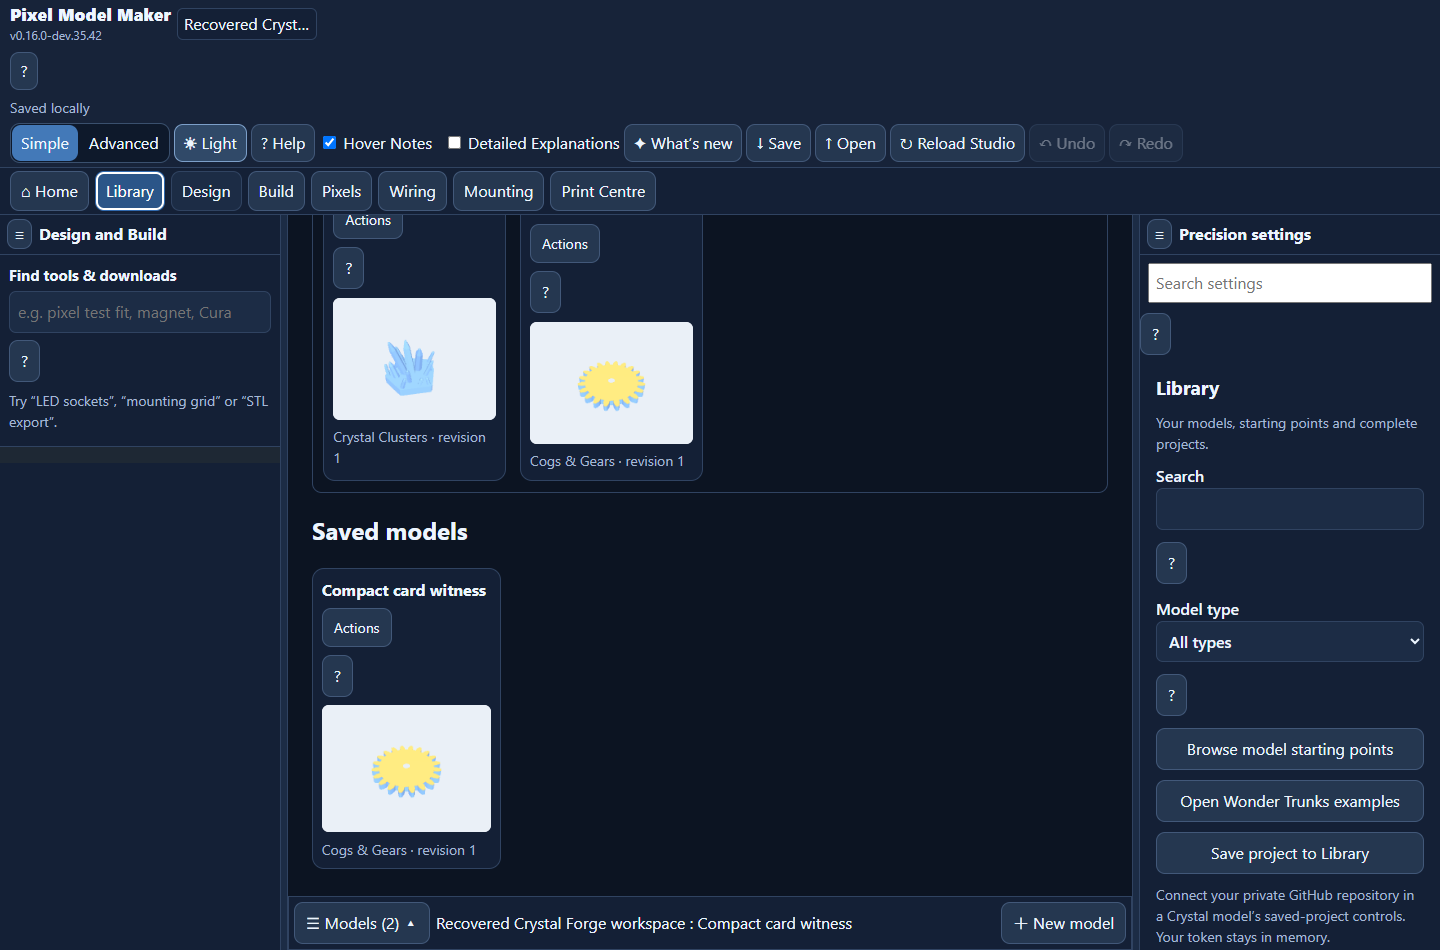 Pixel Model Maker
v0.16.0-dev.35.42
Recovered Cryst...
?
Saved locally
Simple
Advanced
☀ Light
? Help
Hover Notes
Detailed Explanations
✦ What's new
↓ Save
↑ Open
↻ Reload Studio
↶ Undo
↷ Redo
⌂ Home
Library
Design
Build
Pixels
Wiring
Mounting
Print Centre
☰
Design and Build
Find tools & downloads
e.g. pixel test fit, magnet, Cura
?
Try “LED sockets”, “mounting grid” or “STL
export”.
Actions
?
Crystal Clusters · revision
1
Actions
?
Cogs & Gears · revision 1
Saved models
Compact card witness
Actions
?
Cogs & Gears · revision 1
☰ Models (2) ▲
Recovered Crystal Forge workspace : Compact card witness
+ New model
☰
Precision settings
Search settings
?
Library
Your models, starting points and complete
projects.
Search
?
Model type
All types
?
Browse model starting points
Open Wonder Trunks examples
Save project to Library
Connect your private GitHub repository in
a Crystal model’s saved-project controls.
Your token stays in memory.